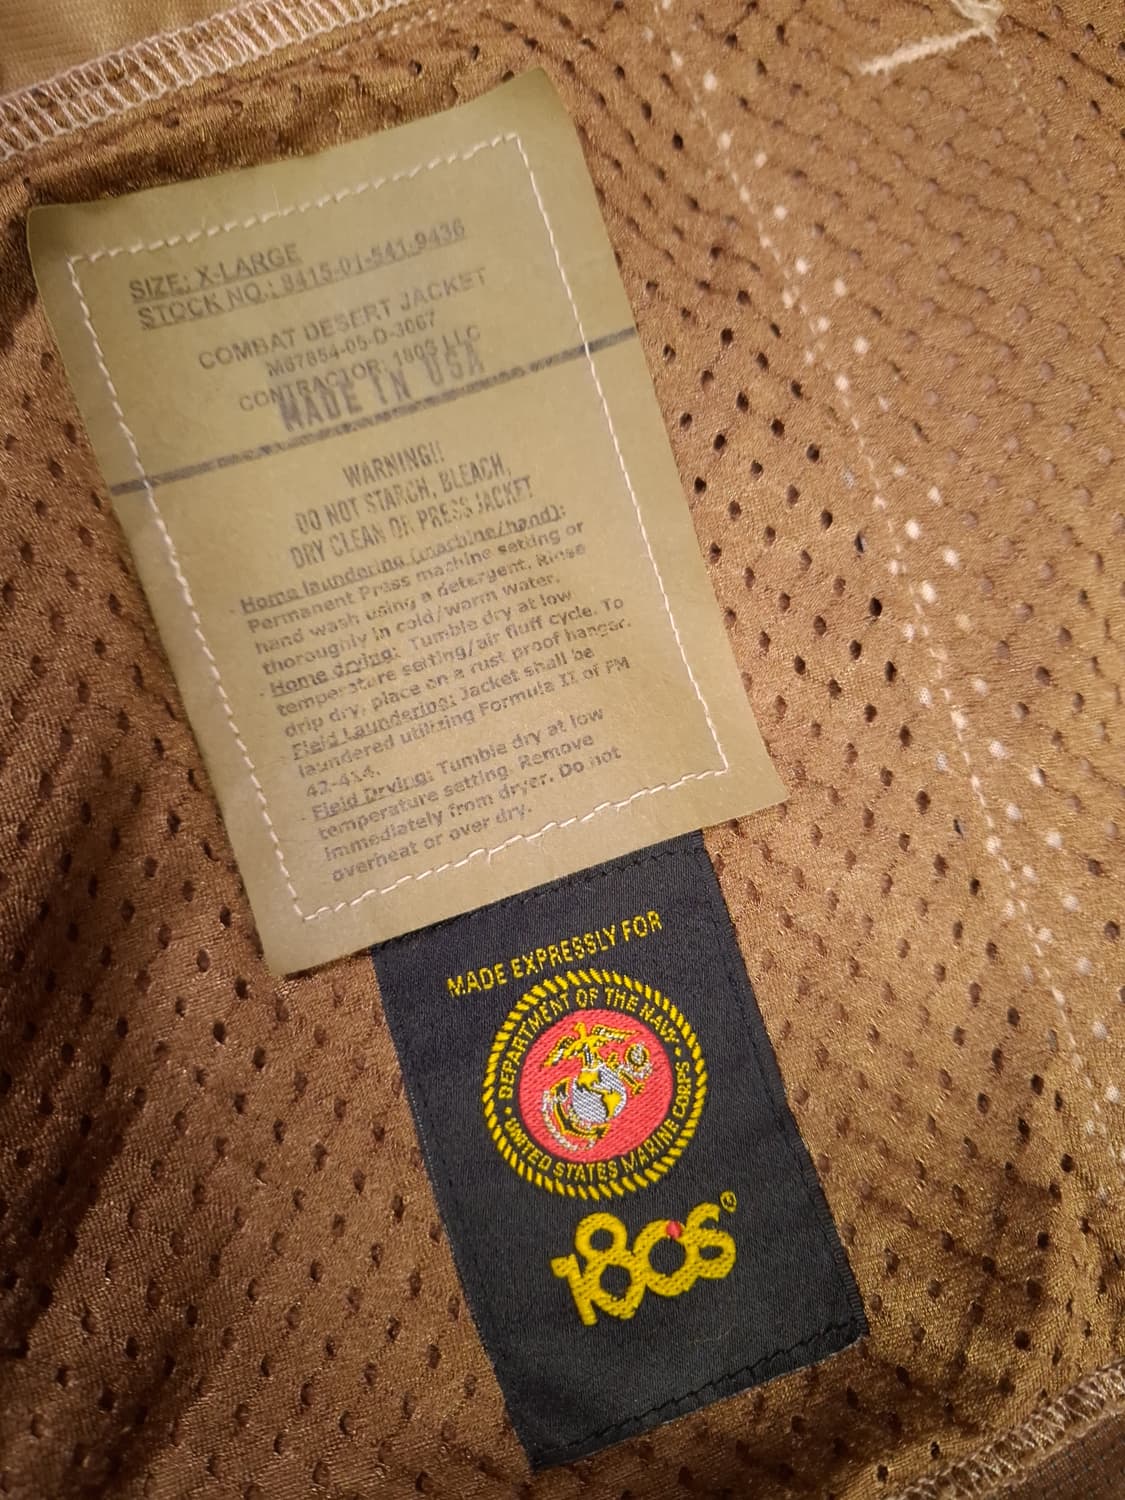 SIZE: X-LARGE
STOCK NO.: 8415-01-541-9436
COMBAT DESERT JACKET
M67854-05-D-3067
CONTRACTOR: 180S LLC
MADE IN USA
WARNING!!
DO NOT STARCH, BLEACH,
DRY CLEAN OR PRESS JACKET
· Home laundering (machine/hand):
Permanent Press machine setting or
hand wash using a detergent. Rinse
thoroughly in cold/warm water.
· Home drying: Tumble dry at low
temperature setting/air fluff cycle. To
drip dry, place on a rust proof hanger.
· Field Laundering: Jacket shall be
laundered utilizing Formula II of FM
42-414.
· Field Drying: Tumble dry at low
temperature setting. Remove
immediately from dryer. Do not
overheat or over dry.
MADE EXPRESSLY FOR
DEPARTMENT OF THE NAVY
· UNITED STATES MARINE CORPS ·
180s®